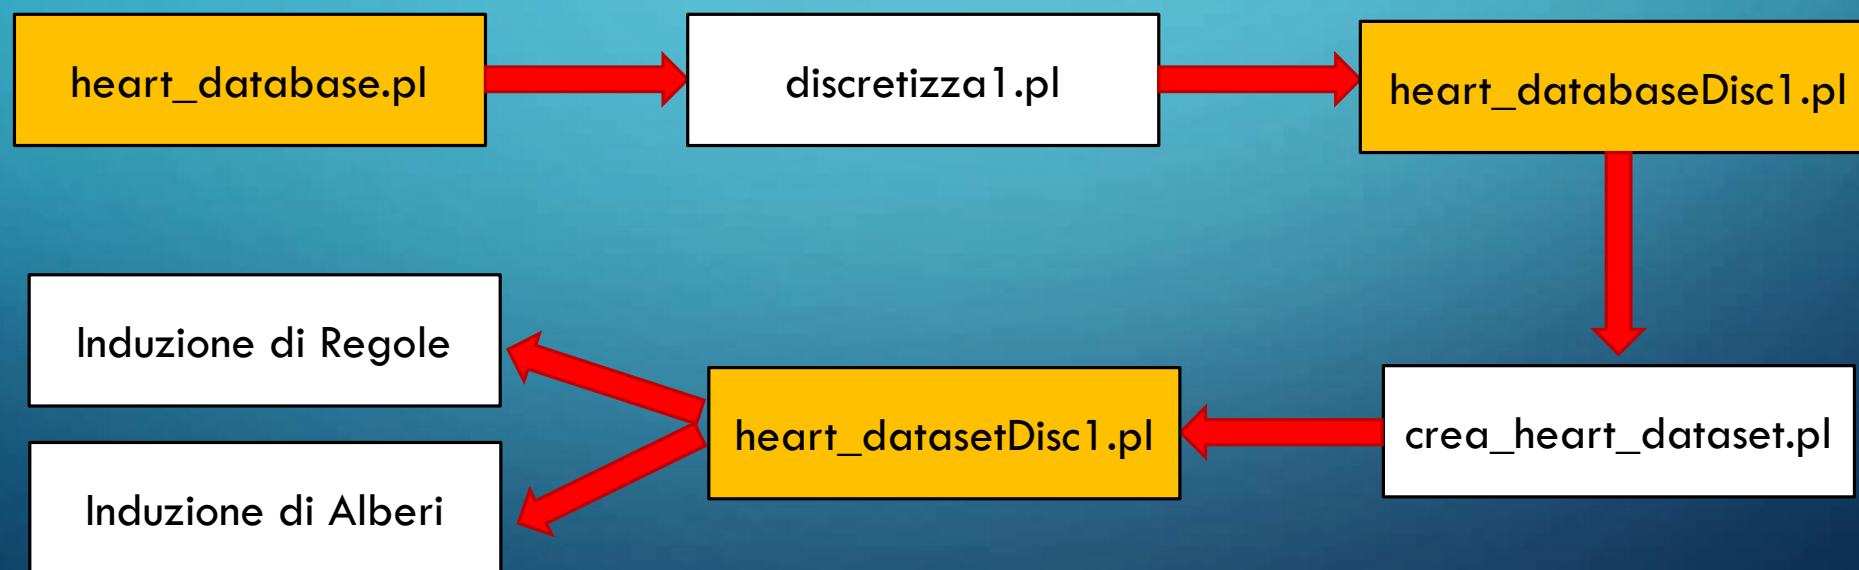 heart_database.pl
discretizza1.pl
heart_databaseDisc1.pl
Induzione di Regole
heart_datasetDisc1.pl
crea_heart_dataset.pl
Induzione di Alberi